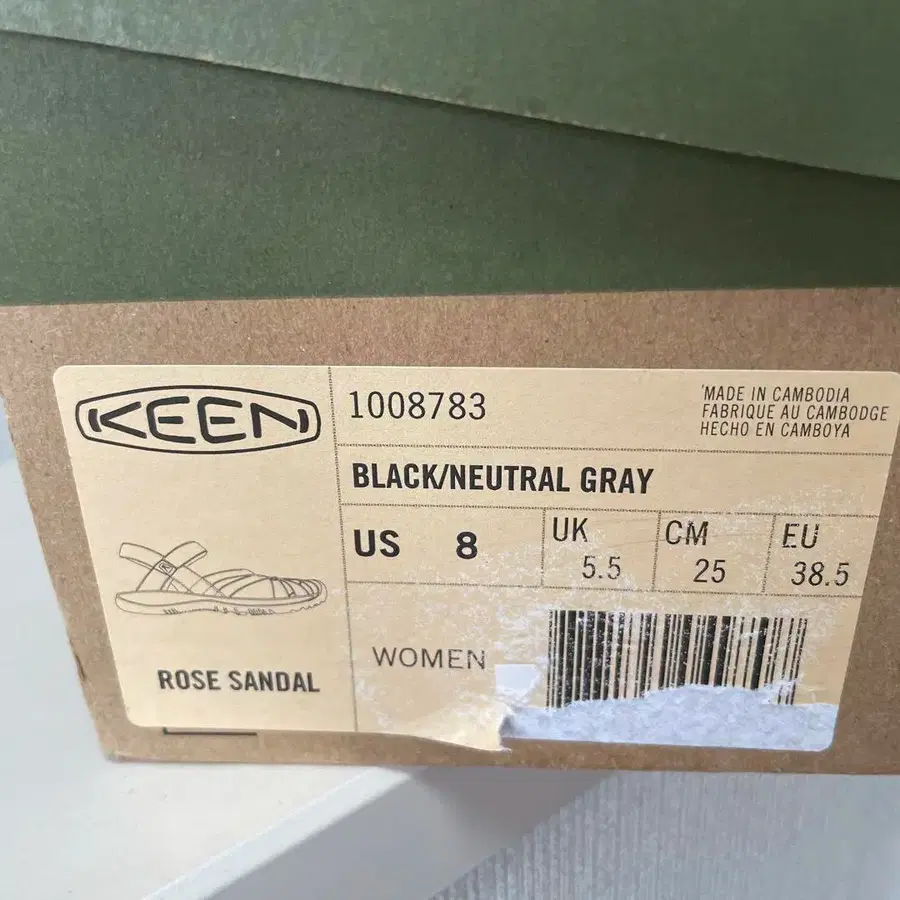 KEEN
1008783
MADE IN CAMBODIA
FABRIQUE AU CAMBODGE
HECHO EN CAMBOYA
BLACK/NEUTRAL GRAY
US 8
UK
5.5
CM
25
EU
38.5
WOMEN
ROSE SANDAL